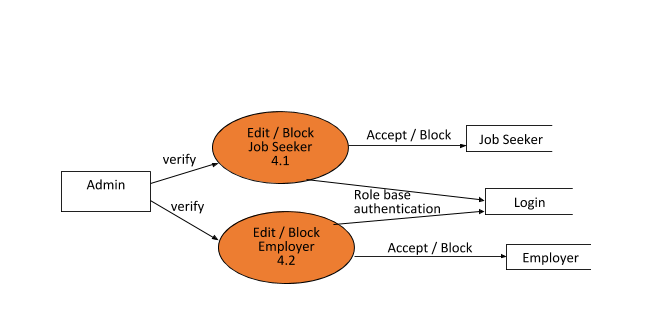 Edit / Block
Job Seeker
4.1
Accept / Block
Job Seeker
verify
Admin
verify
Role base
authentication
Login
Edit / Block
Employer
4.2
Accept / Block
Employer